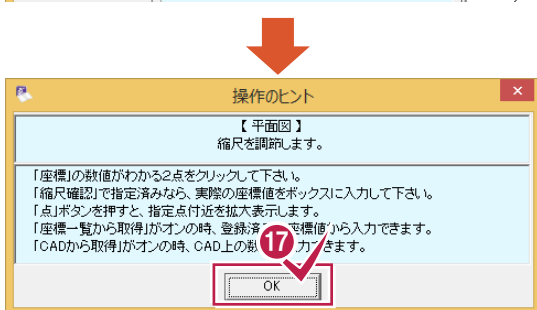 操作のヒント
×
【 平面図 】
縮尺を調節します。
「座標」の数値がわかる2点をクリックして下さい。
「縮尺確認」で指定済みなら、実際の座標値をボックスに入力して下さい。
「点」ボタンを押すと、指定点付近を拡大表示します。
「座標一覧から取得」がオンの時、登録済 座標値から入力できます。
「CADから取得」がオンの時、CAD上の数 力できます。
17
OK